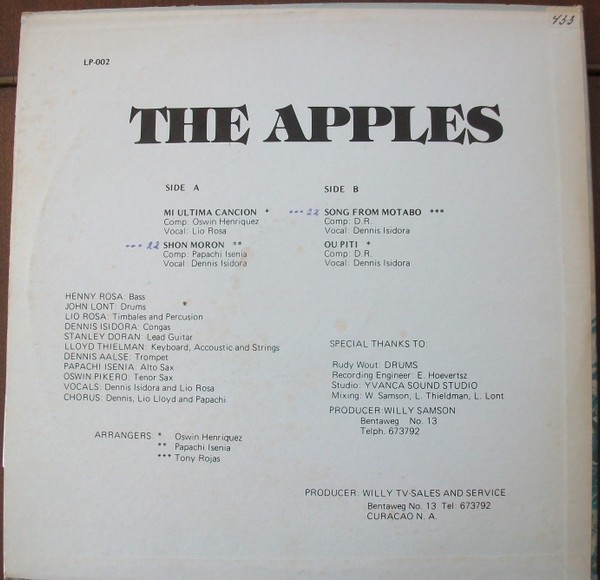 433
LP-002
THE APPLES
SIDE A
MI ULTIMA CANCION *
Comp: Oswin Henriquez
Vocal: Lio Rosa
--- 22 SHON MORON **
Comp: Papachi Isenia
Vocal: Dennis Isidora
SIDE B
--- 22 SONG FROM MOTABO ***
Comp: D.R.
Vocal: Dennis Isidora
OU PITI *
Comp: D.R.
Vocal: Dennis Isidora
HENNY ROSA: Bass
JOHN LONT: Drums *
LIO ROSA: Timbales and Percusion
DENNIS ISIDORA: Congas
STANLEY DORAN: Lead Guitar
LLOYD THIELMAN: Keyboard, Accoustic and Strings
DENNIS AALSE: Trompet
PAPACHI ISENIA: Alto Sax
OSWIN PIKERO: Tenor Sax
VOCALS: Dennis Isidora and Lio Rosa
CHORUS: Dennis, Lio Lloyd and Papachi
ARRANGERS * Oswin Henriquez
** Papachi Isenia
*** Tony Rojas
SPECIAL THANKS TO:
Rudy Wout: DRUMS
Recording Engineer: E. Hoevertsz
Studio: YVANCA SOUND STUDIO
Mixing: W. Samson, L. Thieldman, L. Lont
PRODUCER: WILLY SAMSON
Bentaweg No. 13
Telph. 673792
PRODUCER: WILLY TV-SALES AND SERVICE
Bentaweg No. 13 Tel: 673792
CURACAO N. A.